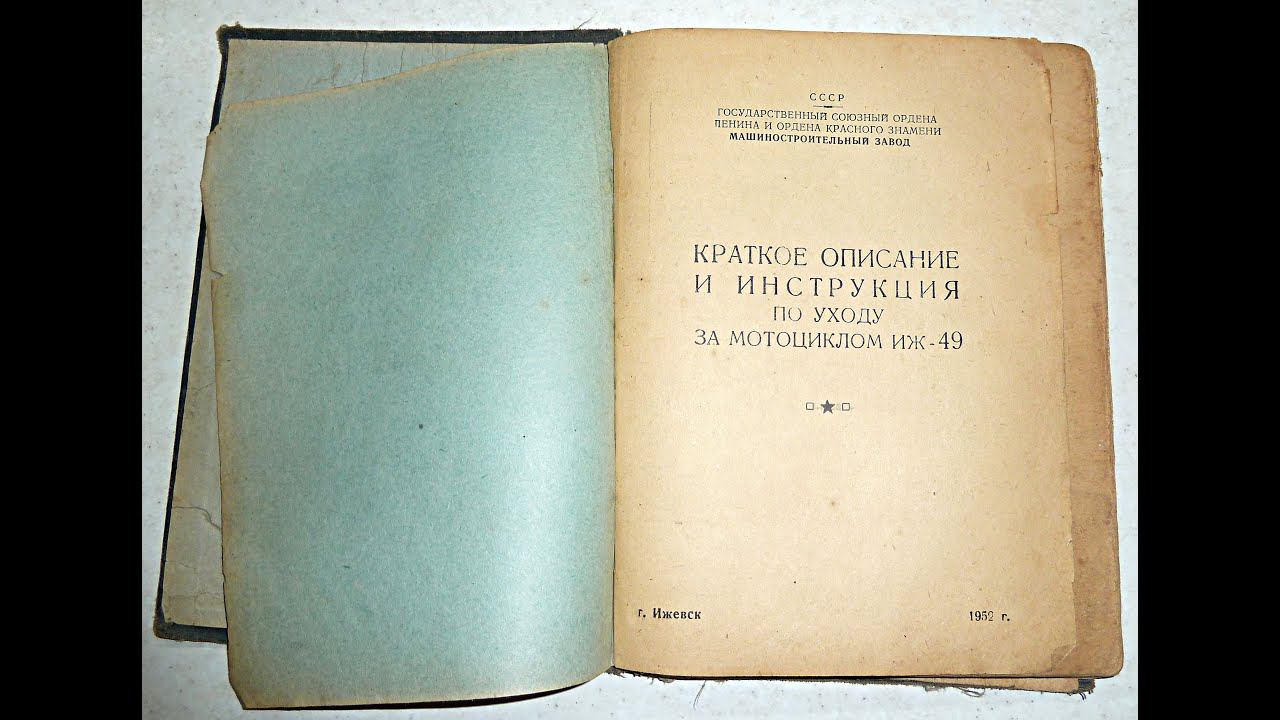 СССР
ГОСУДАРСТВЕННЫЙ СОЮЗНЫЙ ОРДЕНА
ЛЕНИНА И ОРДЕНА КРАСНОГО ЗНАМЕНИ
МАШИНОСТРОИТЕЛЬНЫЙ ЗАВОД
КРАТКОЕ ОПИСАНИЕ
И ИНСТРУКЦИЯ
ПО УХОДУ
ЗА МОТОЦИКЛОМ ИЖ-49
г. Ижевск 1952 г.